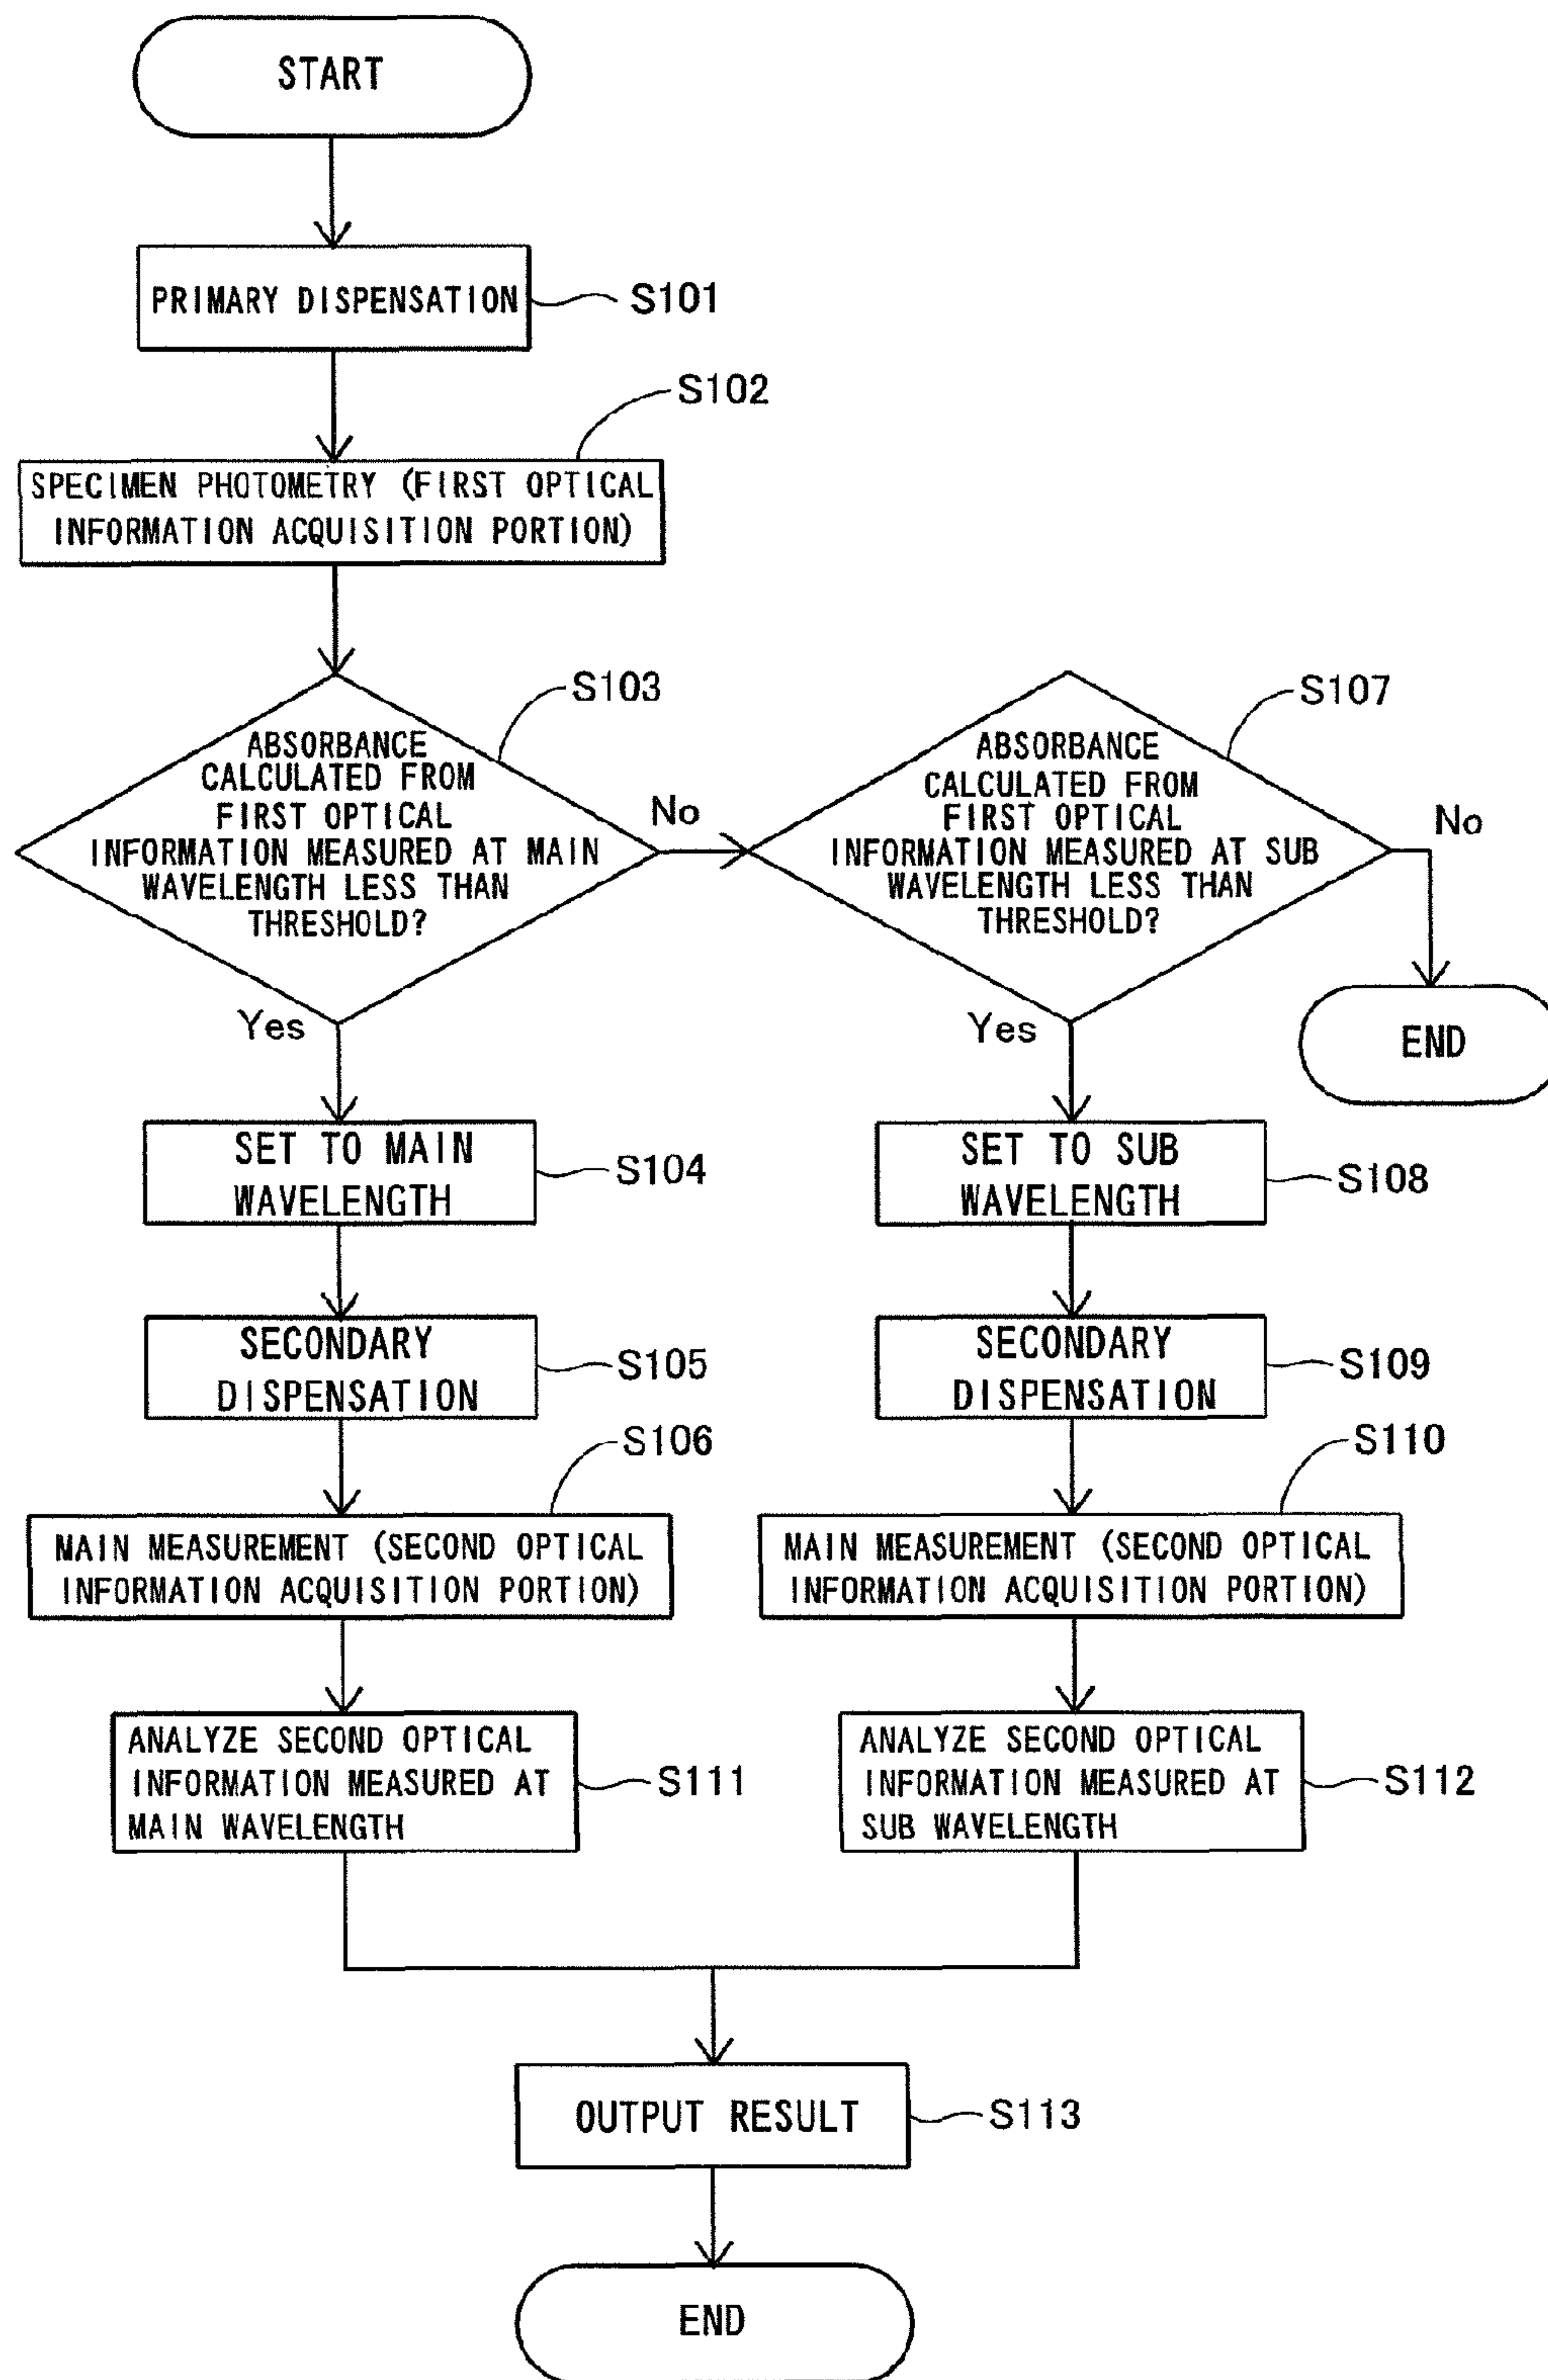 START
PRIMARY DISPENSATION
S101
S102
SPECIMEN PHOTOMETRY (FIRST OPTICAL
INFORMATION ACQUISITION PORTION)
S103
ABSORBANCE
CALCULATED FROM
FIRST OPTICAL
INFORMATION MEASURED AT MAIN
WAVELENGTH LESS THAN
THRESHOLD?
No
Yes
S107
ABSORBANCE
CALCULATED FROM
FIRST OPTICAL
INFORMATION MEASURED AT SUB
WAVELENGTH LESS THAN
THRESHOLD?
No
Yes
END
SET TO MAIN
WAVELENGTH
S104
SET TO SUB
WAVELENGTH
S108
SECONDARY
DISPENSATION
S105
SECONDARY
DISPENSATION
S109
S106
MAIN MEASUREMENT (SECOND OPTICAL
INFORMATION ACQUISITION PORTION)
S110
MAIN MEASUREMENT (SECOND OPTICAL
INFORMATION ACQUISITION PORTION)
ANALYZE SECOND OPTICAL
INFORMATION MEASURED AT
MAIN WAVELENGTH
S111
ANALYZE SECOND OPTICAL
INFORMATION MEASURED AT
SUB WAVELENGTH
S112
OUTPUT RESULT
S113
END